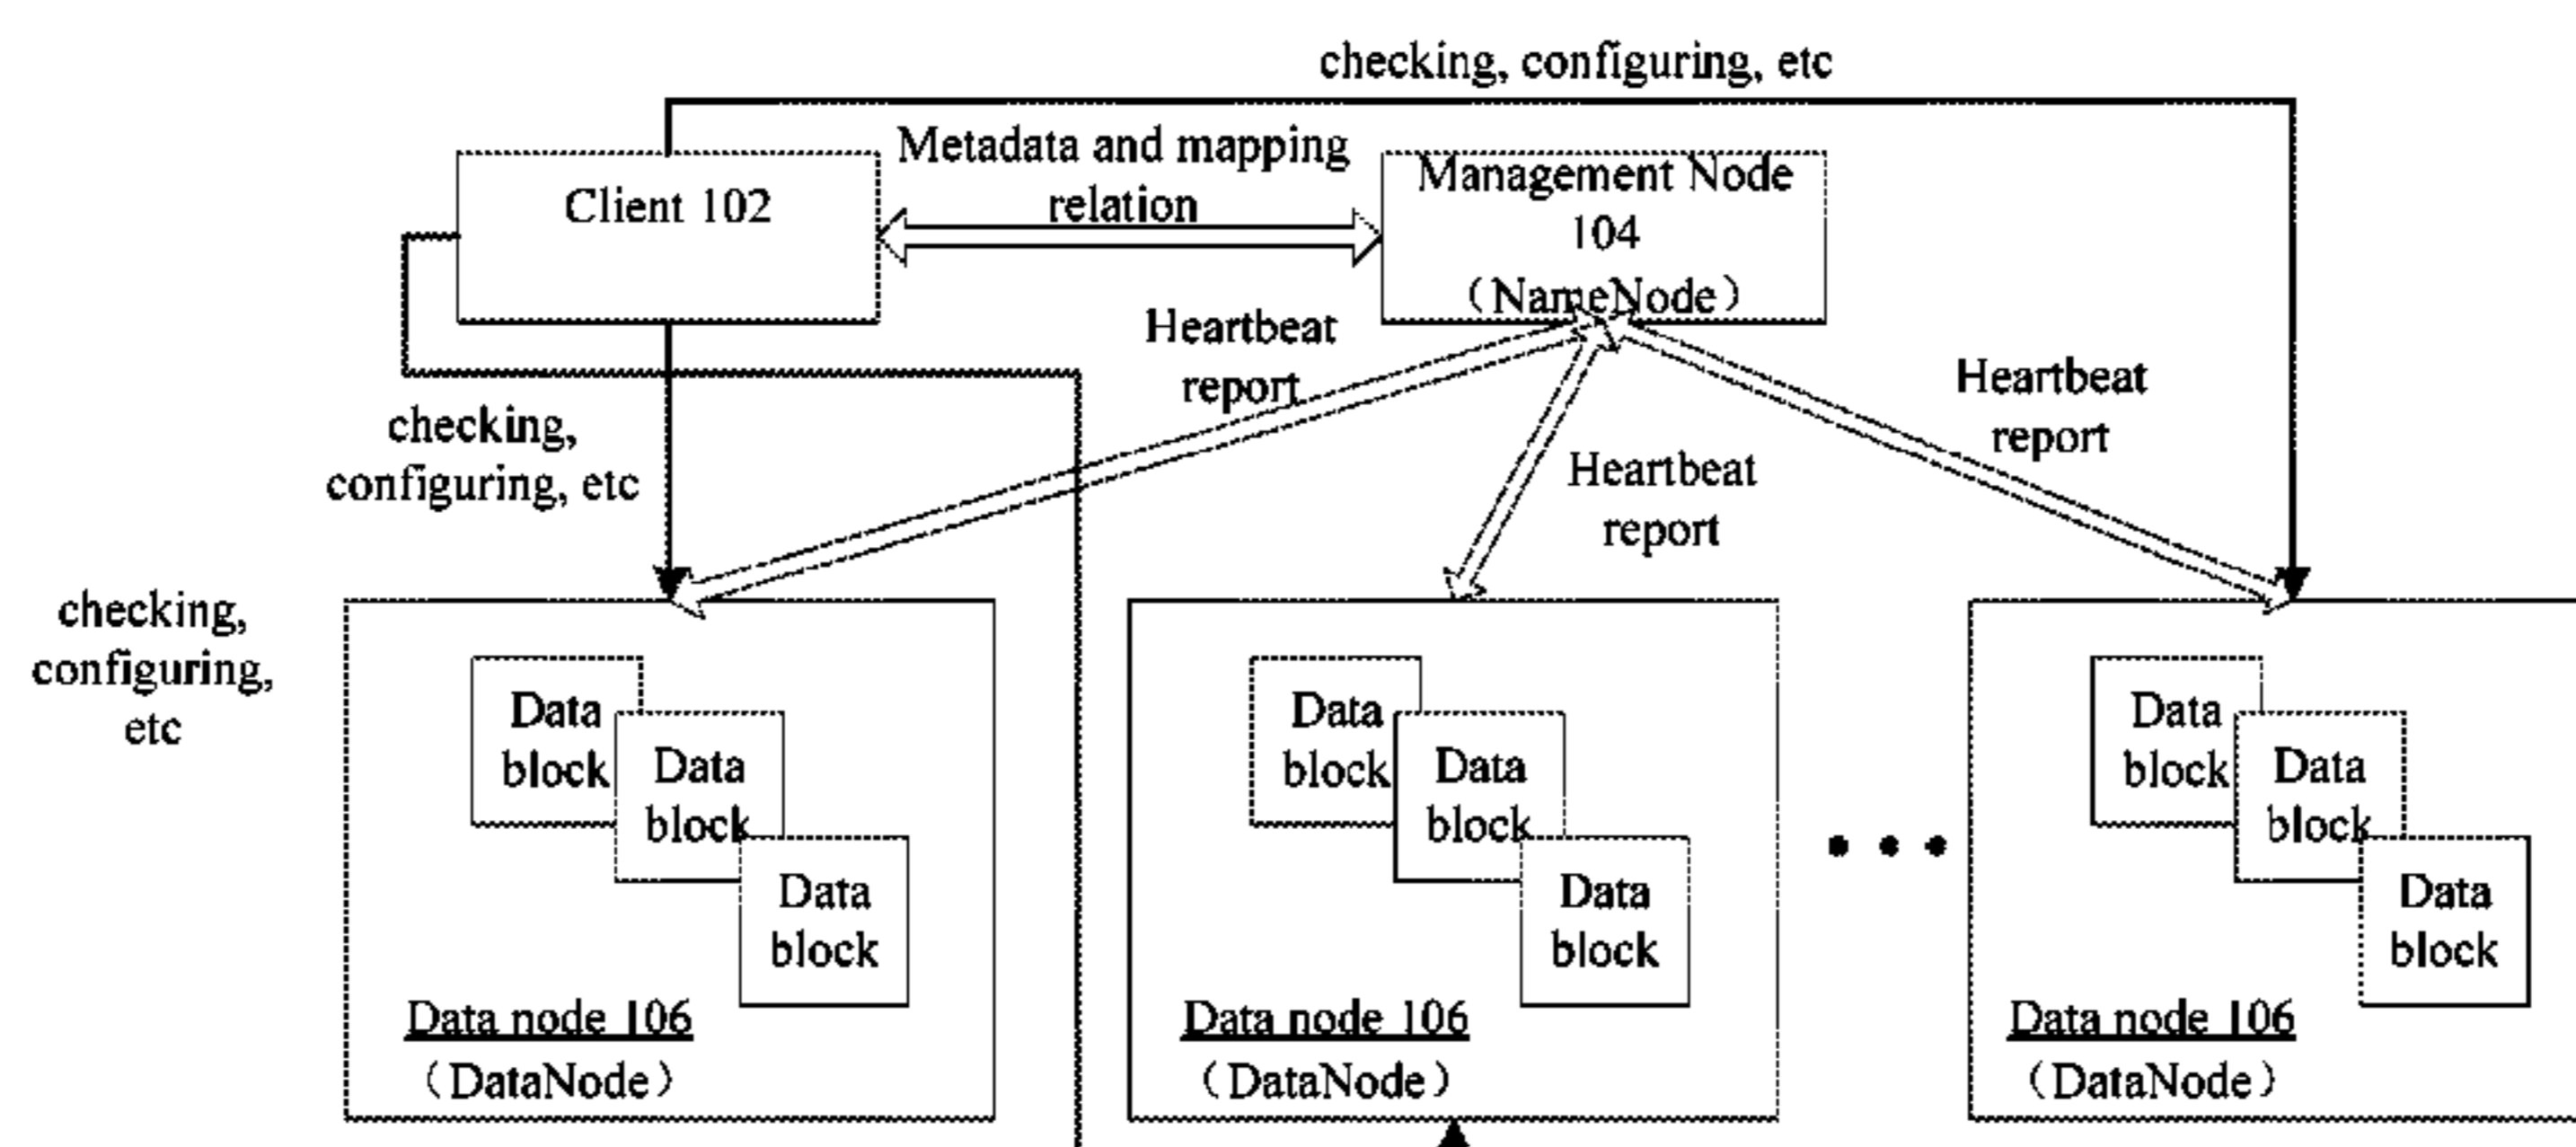 checking, configuring, etc
Metadata and mapping
relation
Client 102
Management Node
104
（NameNode）
Heartbeat
report
Heartbeat
report
Heartbeat
report
checking,
configuring, etc
checking,
configuring,
etc
Data
block
Data
block
Data
block
Data node 106
（DataNode）
Data
block
Data
block
Data
block
Data node 106
（DataNode）
Data
block
Data
block
Data
block
Data node 106
（DataNode）